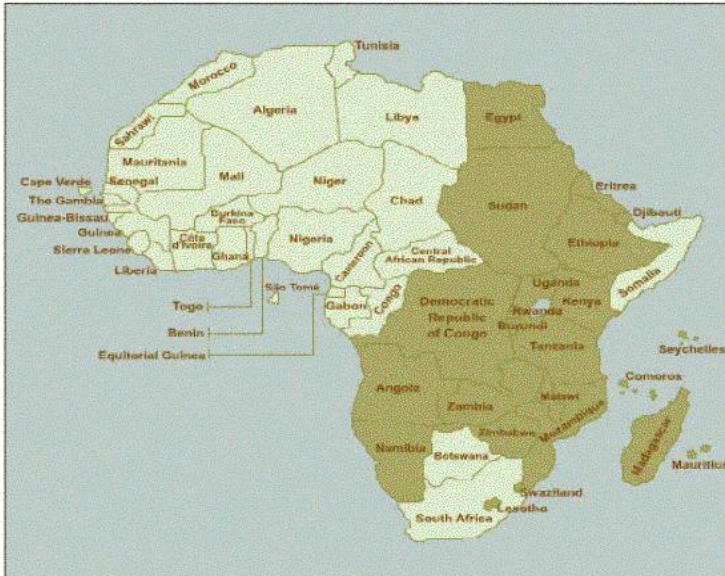 Tunisia
Morocco
Algeria
Libya
Egypt
Sahrawi
Mauritania
Mali
Niger
Chad
Sudan
Eritrea
Djibouti
Cape Verde
Senegal
The Gambia
Guinea-Bissau
Guinea
Sierra Leone
Liberia
Burkina
Faso
Côte
d'Ivoire
Ghana
Nigeria
Cameroon
Central
African Republic
Ethiopia
Somalia
Togo
Benin
Equitorial Guinea
São Tomé
Gabon
Congo
Democratic
Republic
of Congo
Uganda
Kenya
Rwanda
Burundi
Tanzania
Seychelles
Comoros
Angola
Zambia
Malawi
Mozambique
Zimbabwe
Madagascar
Mauritius
Namibia
Botswana
Swaziland
Lesotho
South Africa